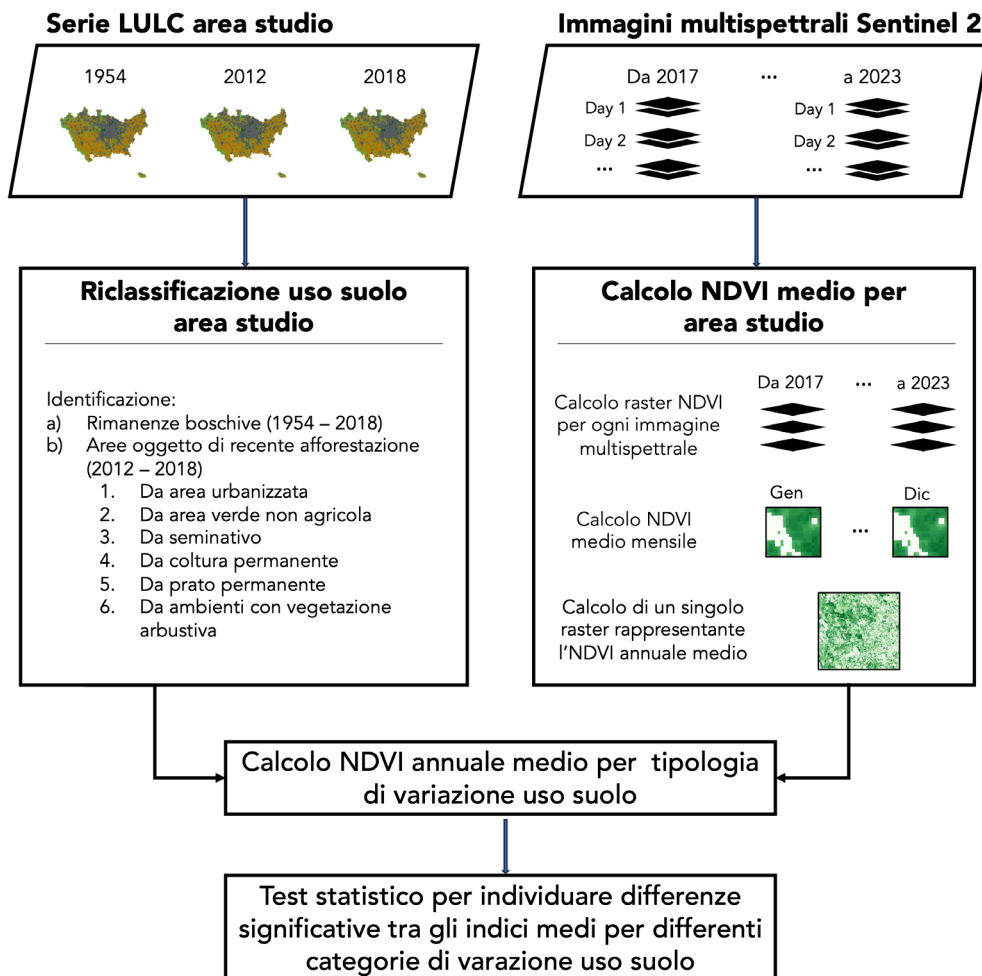 Serie LULC area studio
1954
2012
2018
Immagini multispettrali Sentinel 2
Da 2017
...
a 2023
Day 1
Day 1
Day 2
Day 2
...
...
Riclassificazione uso suolo
area studio
Identificazione:
a) Rimanenze boschive (1954 – 2018)
b) Aree oggetto di recente afforestazione
(2012 – 2018)
1. Da area urbanizzata
2. Da area verde non agricola
3. Da seminativo
4. Da coltura permanente
5. Da prato permanente
6. Da ambienti con vegetazione
arbustiva
Calcolo NDVI medio per
area studio
Da 2017
...
a 2023
Calcolo raster NDVI
per ogni immagine
multispettrale
Gen
Dic
Calcolo NDVI
medio mensile
...
Calcolo di un singolo
raster rappresentante
l'NDVI annuale medio
Calcolo NDVI annuale medio per tipologia
di variazione uso suolo
Test statistico per individuare differenze
significative tra gli indici medi per differenti
categorie di varazione uso suolo